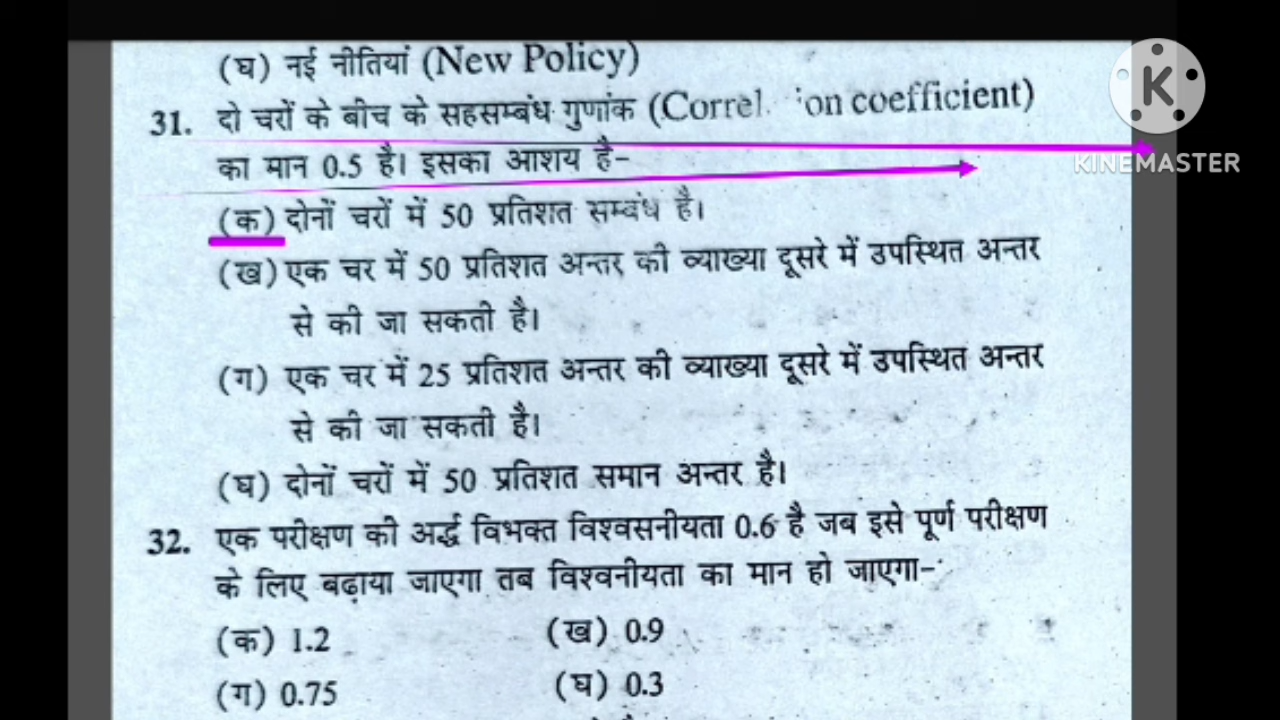 (घ) नई नीतियां (New Policy)
31. दो चरों के बीच के सहसम्बंध गुणांक (Correl. ion coefficient)
का मान 0.5 है। इसका आशय है-
(क) दोनों चरों में 50 प्रतिशत सम्बंध है।
(ख) एक चर में 50 प्रतिशत अन्तर की व्याख्या दूसरे में उपस्थित अन्तर
से की जा सकती है।
(ग) एक चर में 25 प्रतिशत अन्तर की व्याख्या दूसरे में उपस्थित अन्तर
से की जा सकती है।
(घ) दोनों चरों में 50 प्रतिशत समान अन्तर है।
32. एक परीक्षण की अर्द्ध विभक्त विश्वसनीयता 0.6 है जब इसे पूर्ण परीक्षण
के लिए बढ़ाया जाएगा तब विश्वनीयता का मान हो जाएगा-
(क) 1.2 (ख) 0.9
(ग) 0.75 (घ) 0.3
K
KINEMASTER